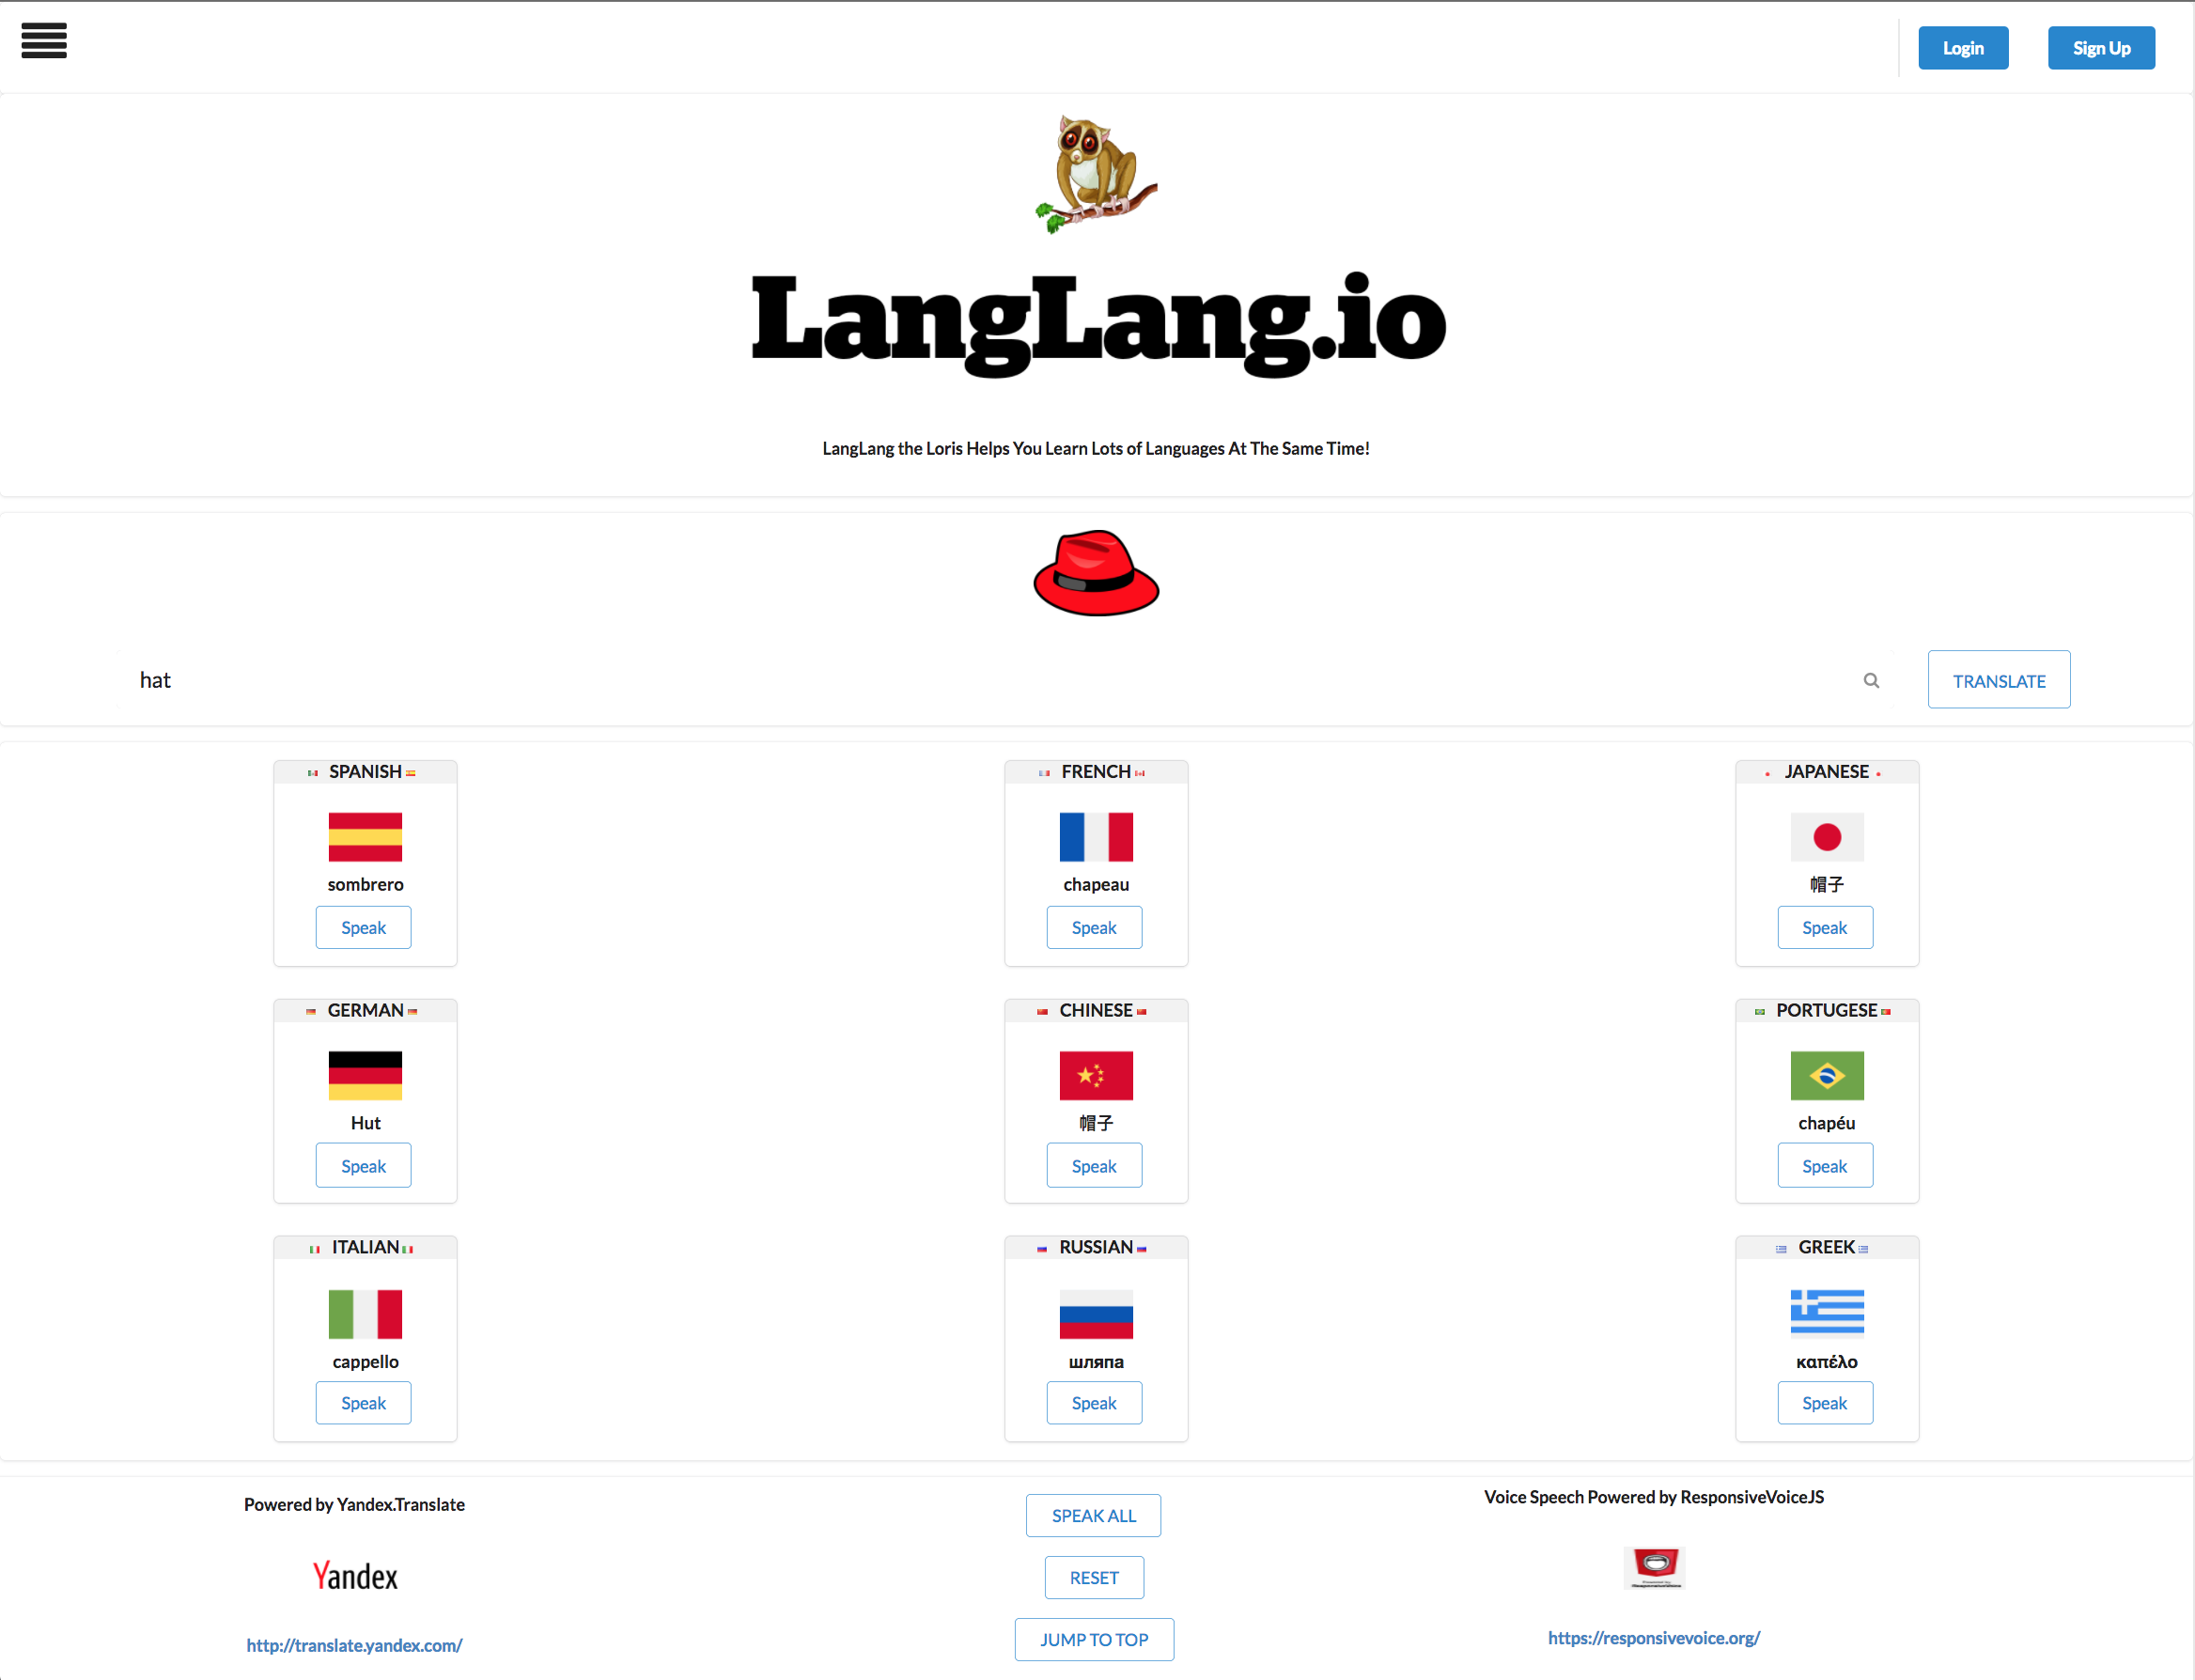 Login
Sign Up
LangLang.io
LangLang the Loris Helps You Learn Lots of Languages At The Same Time!
hat
TRANSLATE
SPANISH
FRENCH
JAPANESE
sombrero
chapeau
帽子
Speak
Speak
Speak
GERMAN
CHINESE
PORTUGESE
Hut
帽子
chapéu
Speak
Speak
Speak
ITALIAN
RUSSIAN
GREEK
cappello
шляпа
καπέλο
Speak
Speak
Speak
Powered by Yandex.Translate
Yandex
http://translate.yandex.com/
SPEAK ALL
RESET
JUMP TO TOP
Voice Speech Powered by ResponsiveVoiceJS
https://responsivevoice.org/